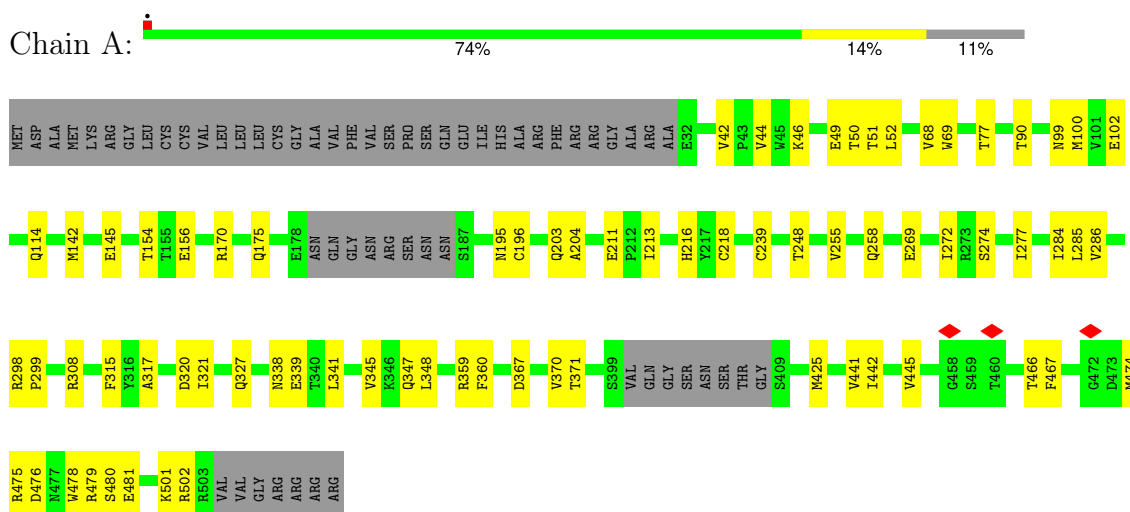 Chain A:
74% 14% 11%
MET ASP ALA MET LYS ARG GLY LEU CYS CYS VAL LEU LEU LEU CYS GLY ALA VAL PHE VAL SER PRO SER GLN GLU ILE HIS ALA ARG PHE ARG ARG GLY ALA ARG ALA E32 V42 P43 V44 W45 K46 E49 T50 T51 L52 V68 W69 T77 T90 N99 M100 V101 E102
Q114 M142 E145 T154 T155 E156 R170 Q175 E178 ASN GLN GLY ASN ARG SER ASN ASN S187 N195 C196 Q203 A204 E211 P212 I213 H216 Y217 C218 C239 T248 V255 Q258 E269 I272 R273 S274 I277 I284 L285 V286
R298 P299 R308 F315 Y316 A317 D320 I321 Q327 N338 E339 T340 L341 V345 K346 Q347 L348 R359 F360 D367 V370 T371 S399 VAL GLN GLY SER ASN SER THR GLY S409 M425 V441 I442 V445 G458 S459 T460 T466 F467 G472 D473 M474
R475 D476 N477 W478 R479 S480 E481 K501 R502 R503 VAL VAL GLY ARG ARG ARG ARG